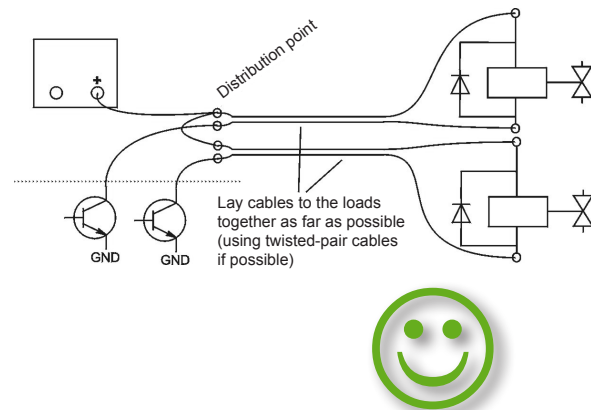 +
Distribution point
Lay cables to the loads
together as far as possible
(using twisted-pair cables
if possible)
GND
GND